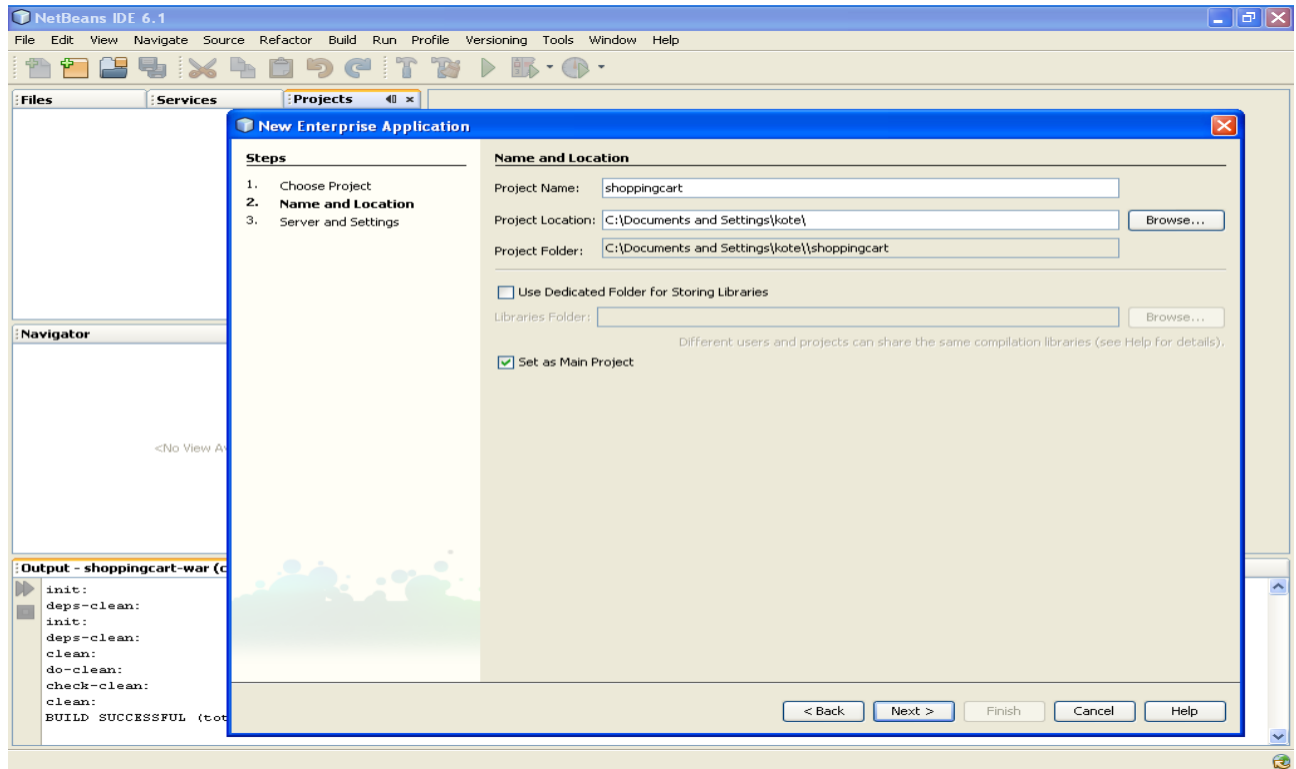 NetBeans IDE 6.1
File Edit View Navigate Source Refactor Build Run Profile Versioning Tools Window Help
Files Services Projects
New Enterprise Application
Steps
1. Choose Project
2. Name and Location
3. Server and Settings
Name and Location
Project Name: shoppingcart
Project Location: C:\Documents and Settings\kote\ Browse...
Project Folder: C:\Documents and Settings\kote\\shoppingcart
Use Dedicated Folder for Storing Libraries
Libraries Folder: Browse...
Different users and projects can share the same compilation libraries (see Help for details).
Set as Main Project
Navigator
<No View Av
Output - shoppingcart-war (c
init:
deps-clean:
init:
deps-clean:
clean:
do-clean:
check-clean:
clean:
BUILD SUCCESSFUL (tot
< Back Next > Finish Cancel Help